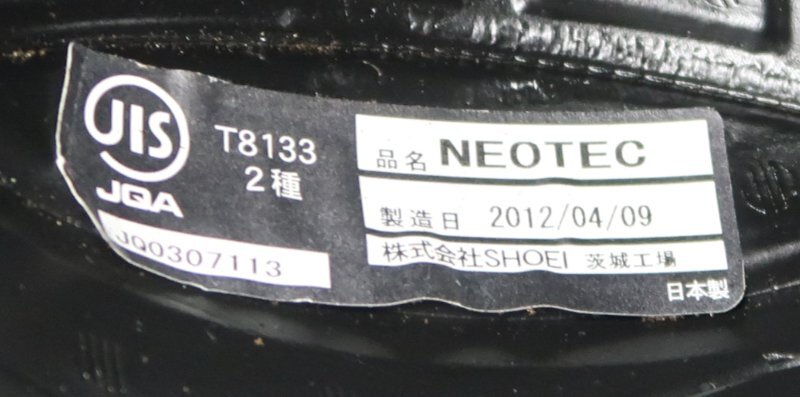 JIS
JQA
T8133
2種
JQ0307113
品名 NEOTEC
製造日 2012/04/09
株式会社SHOEI 茨城工場
日本製